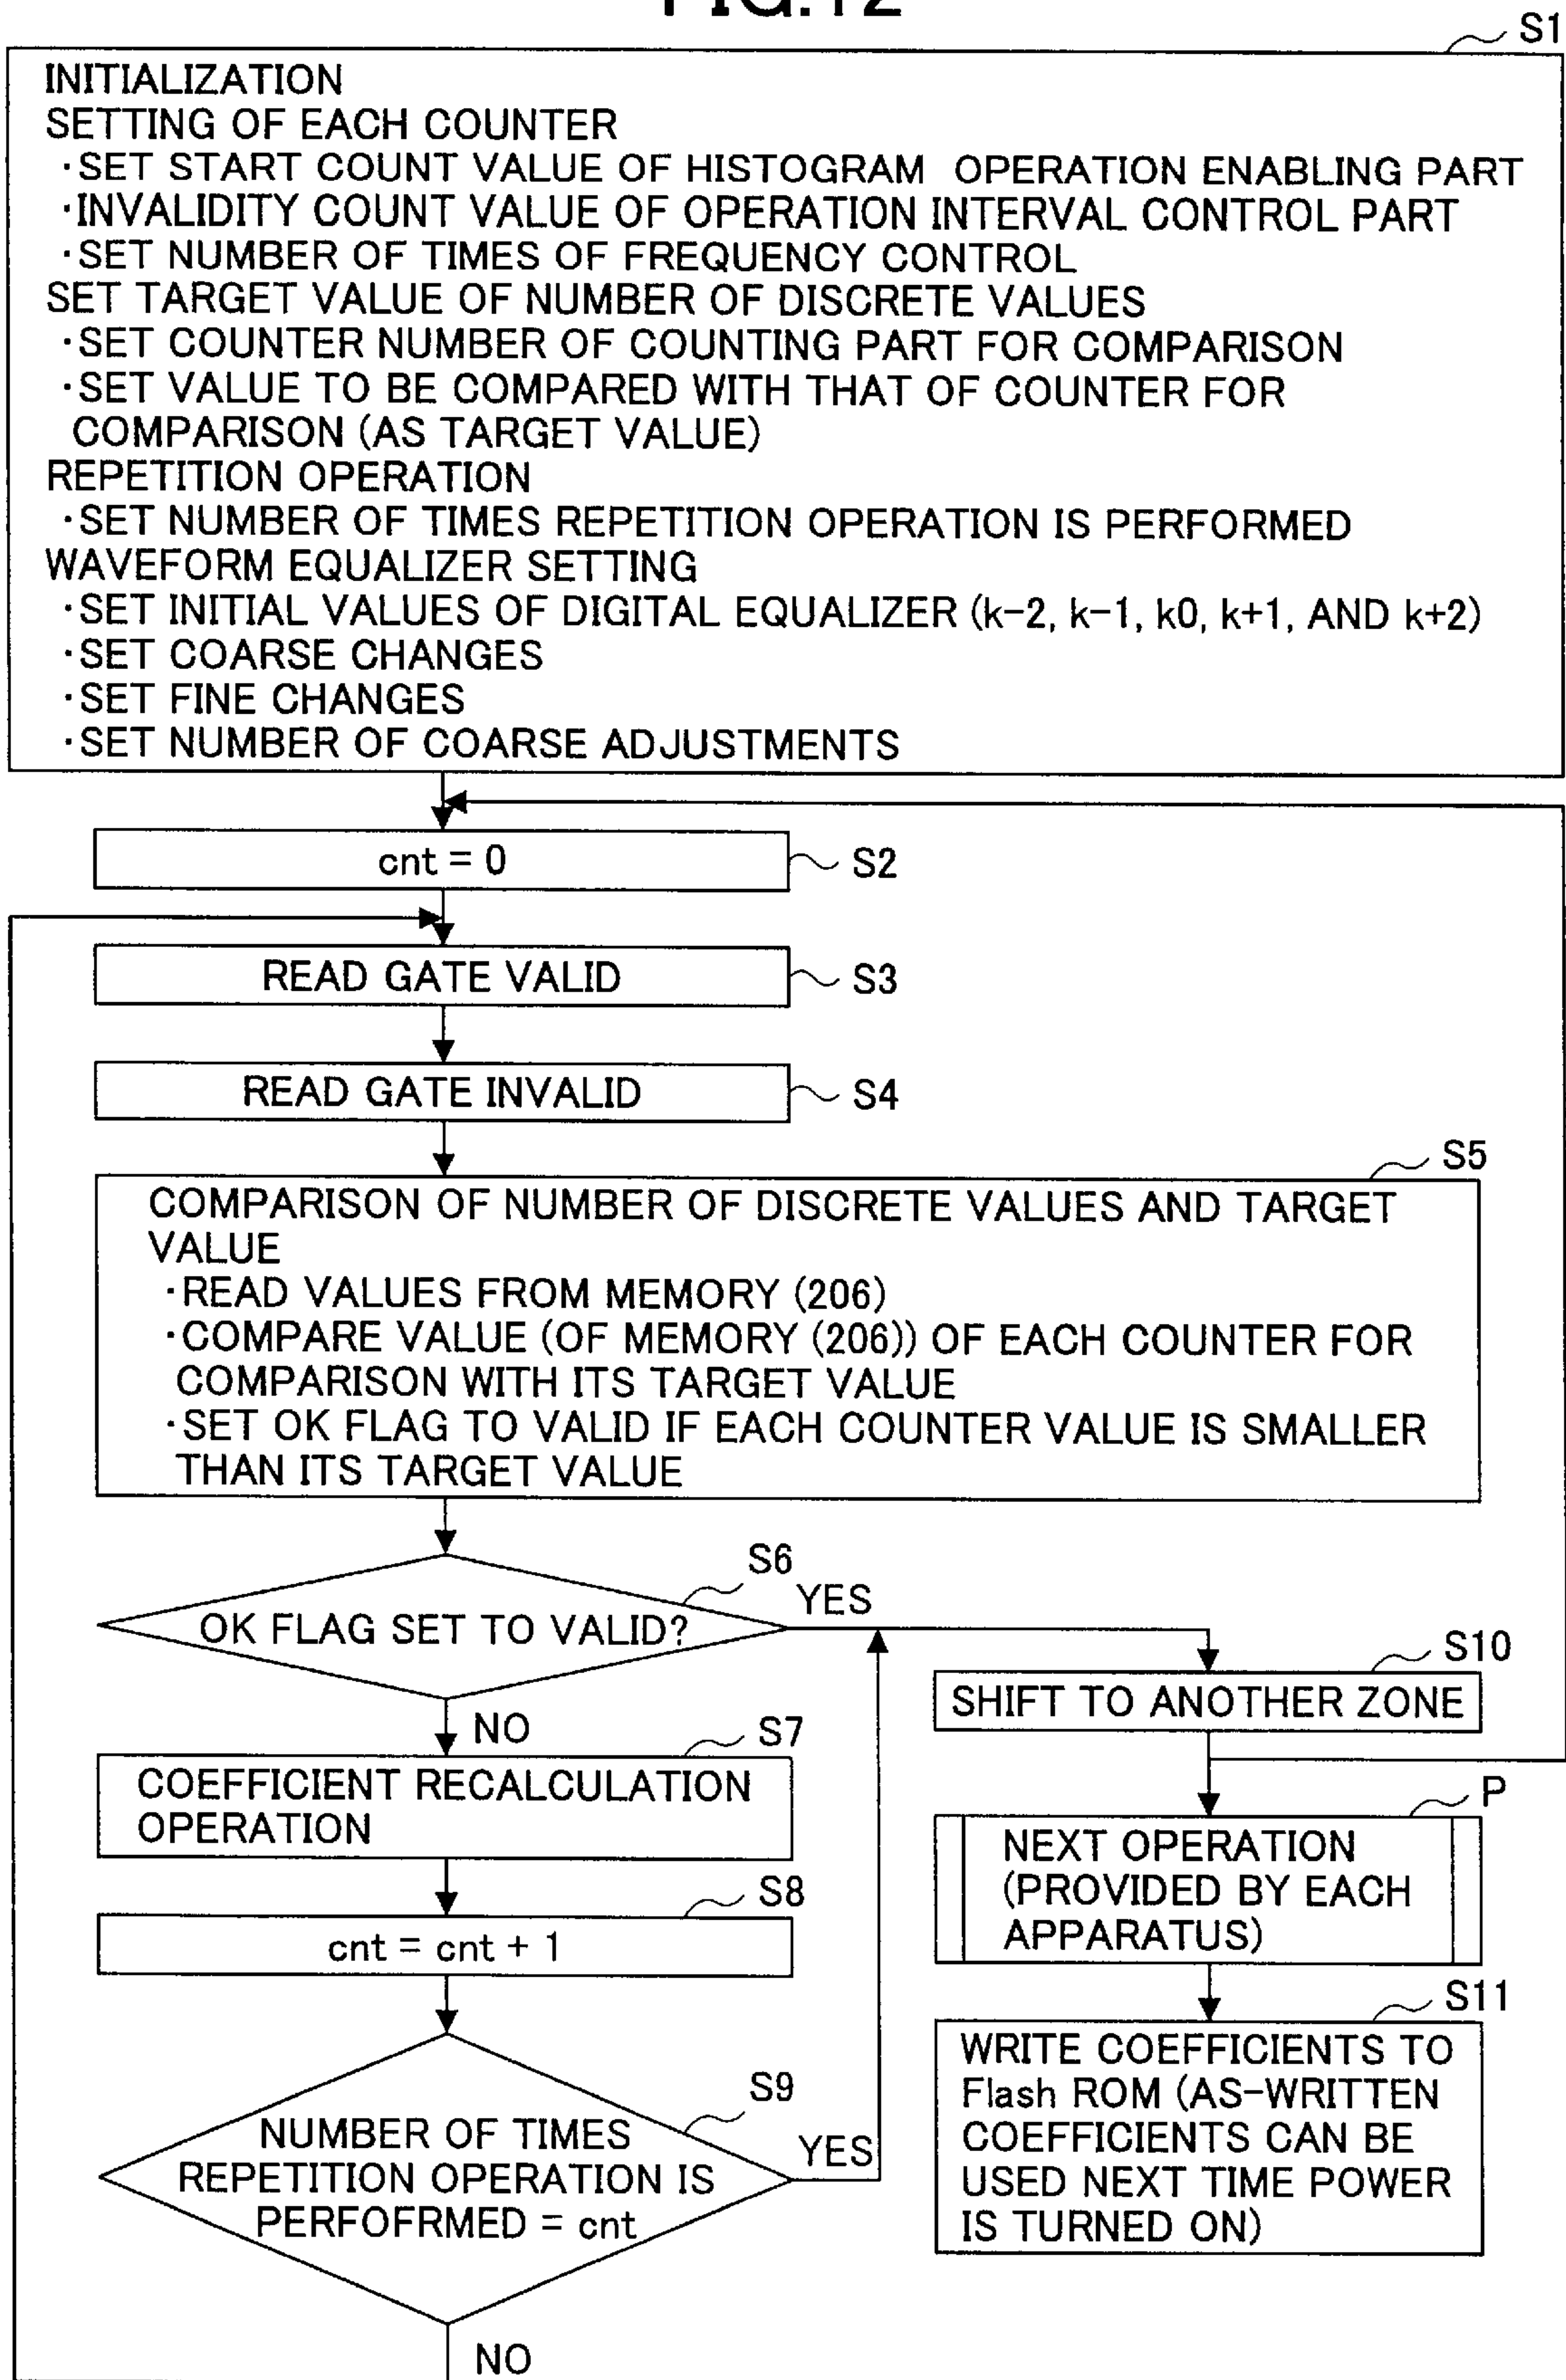 FIG.12
S1
INITIALIZATION
SETTING OF EACH COUNTER
·SET START COUNT VALUE OF HISTOGRAM OPERATION ENABLING PART
·INVALIDITY COUNT VALUE OF OPERATION INTERVAL CONTROL PART
·SET NUMBER OF TIMES OF FREQUENCY CONTROL
SET TARGET VALUE OF NUMBER OF DISCRETE VALUES
·SET COUNTER NUMBER OF COUNTING PART FOR COMPARISON
·SET VALUE TO BE COMPARED WITH THAT OF COUNTER FOR
COMPARISON (AS TARGET VALUE)
REPETITION OPERATION
·SET NUMBER OF TIMES REPETITION OPERATION IS PERFORMED
WAVEFORM EQUALIZER SETTING
·SET INITIAL VALUES OF DIGITAL EQUALIZER (k-2, k-1, k0, k+1, AND k+2)
·SET COARSE CHANGES
·SET FINE CHANGES
·SET NUMBER OF COARSE ADJUSTMENTS
cnt = 0
S2
READ GATE VALID
S3
READ GATE INVALID
S4
S5
COMPARISON OF NUMBER OF DISCRETE VALUES AND TARGET
VALUE
·READ VALUES FROM MEMORY (206)
·COMPARE VALUE (OF MEMORY (206)) OF EACH COUNTER FOR
COMPARISON WITH ITS TARGET VALUE
·SET OK FLAG TO VALID IF EACH COUNTER VALUE IS SMALLER
THAN ITS TARGET VALUE
S6
OK FLAG SET TO VALID?
YES
NO
S7
COEFFICIENT RECALCULATION
OPERATION
S8
cnt = cnt + 1
S9
NUMBER OF TIMES
REPETITION OPERATION IS
PERFOFRMED = cnt
YES
NO
S10
SHIFT TO ANOTHER ZONE
P
NEXT OPERATION
(PROVIDED BY EACH
APPARATUS)
S11
WRITE COEFFICIENTS TO
Flash ROM (AS-WRITTEN
COEFFICIENTS CAN BE
USED NEXT TIME POWER
IS TURNED ON)